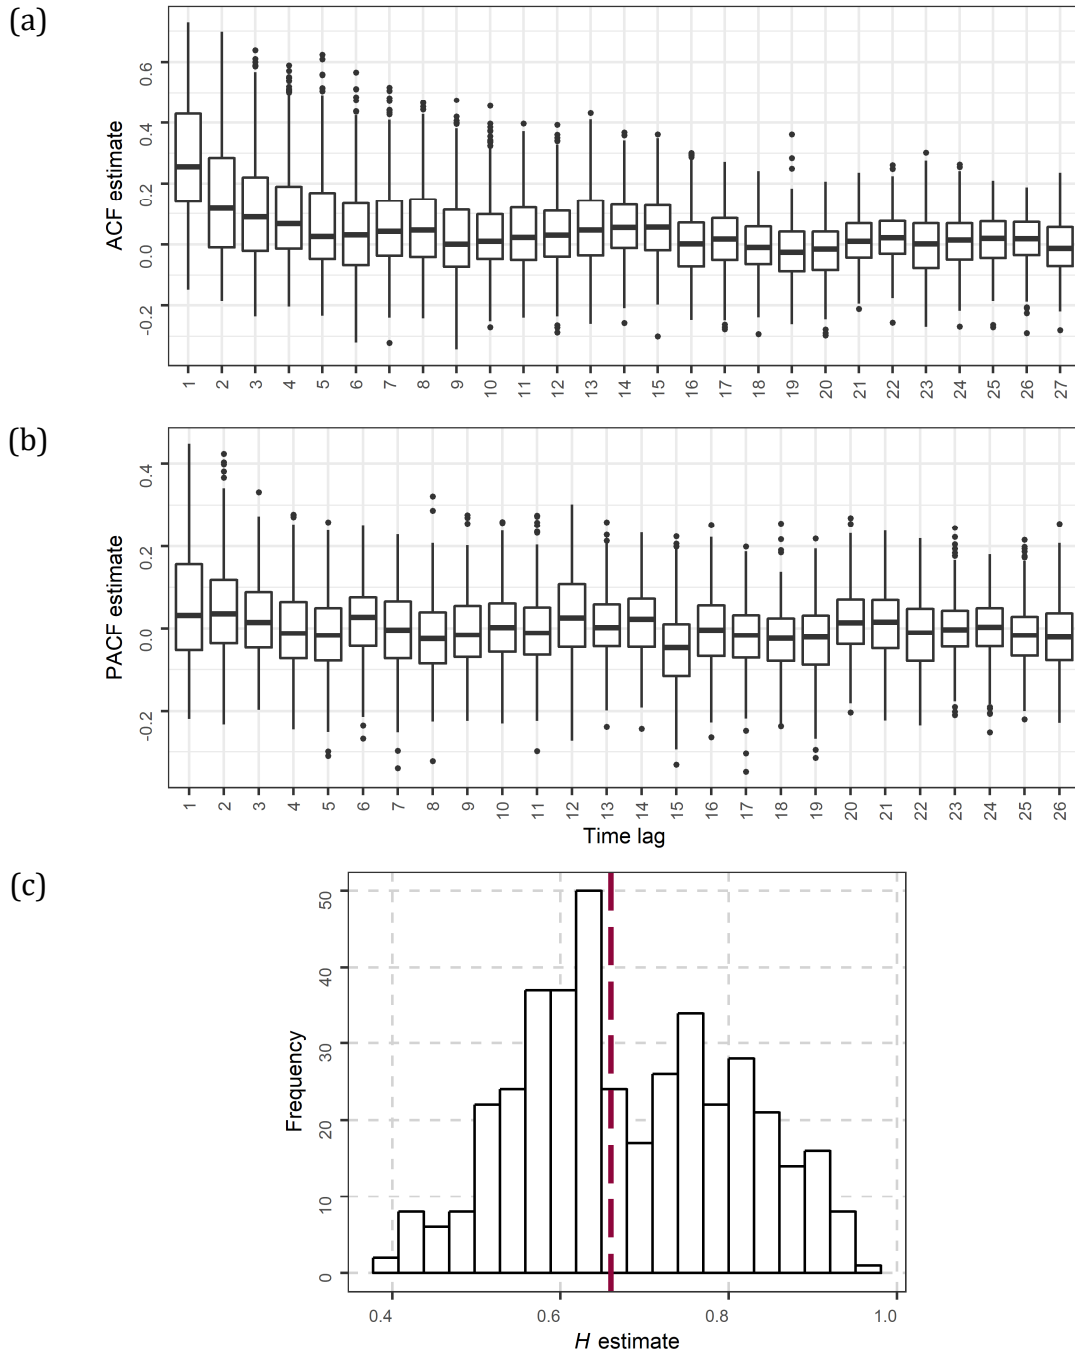 (a)
ACF estimate
0.6
0.4
0.2
0.0
-0.2
1 2 3 4 5 6 7 8 9 10 11 12 13 14 15 16 17 18 19 20 21 22 23 24 25 26 27
(b)
PACF estimate
0.4
0.2
0.0
-0.2
1 2 3 4 5 6 7 8 9 10 11 12 13 14 15 16 17 18 19 20 21 22 23 24 25 26
Time lag
(c)
Frequency
50
40
30
20
10
0
0.4 0.6 0.8 1.0
H estimate